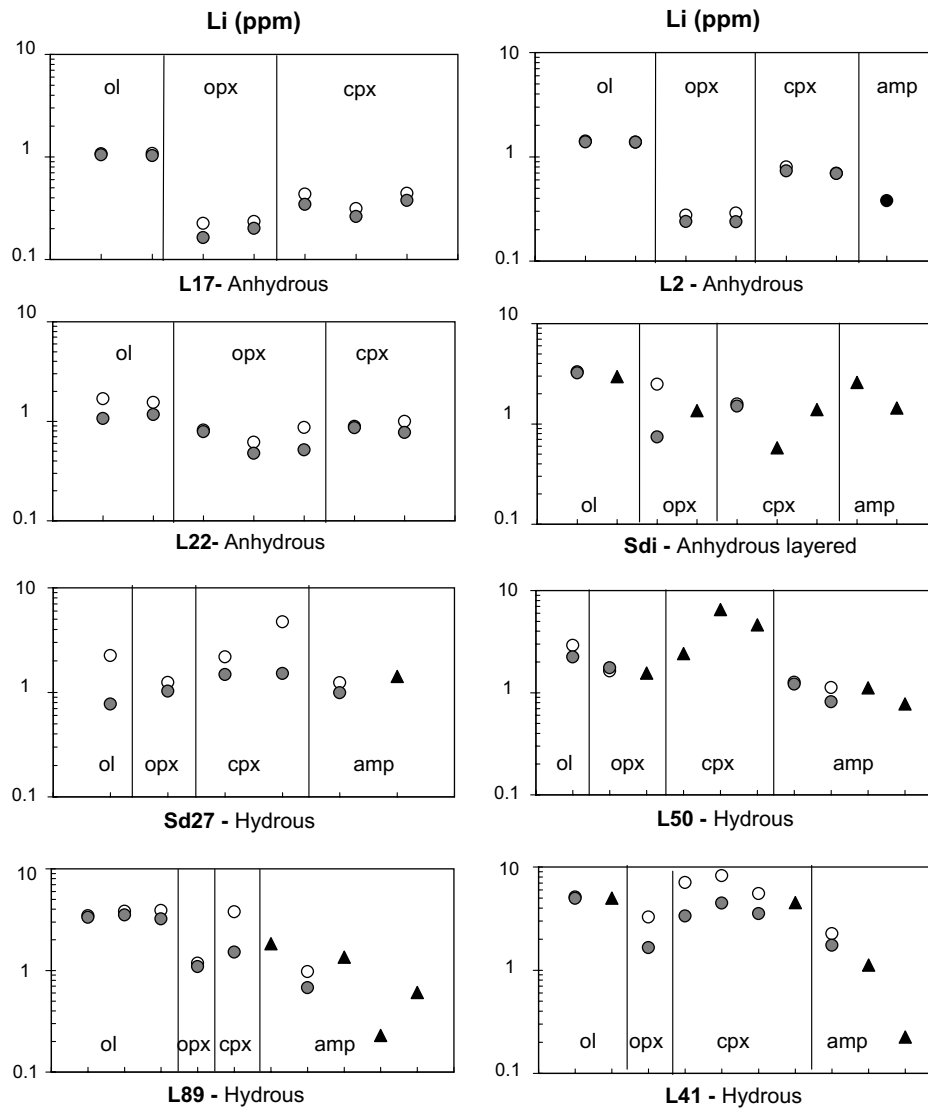 Li (ppm)
10
1
0.1
ol
opx
cpx
L17- Anhydrous
Li (ppm)
10
1
0.1
ol
opx
cpx
amp
L2 - Anhydrous
10
1
0.1
ol
opx
cpx
L22- Anhydrous
10
1
0.1
ol
opx
cpx
amp
Sdi - Anhydrous layered
10
1
0.1
ol
opx
cpx
amp
Sd27 - Hydrous
10
1
0.1
ol
opx
cpx
amp
L50 - Hydrous
10
1
0.1
ol
opx
cpx
amp
L89 - Hydrous
10
1
0.1
ol
opx
cpx
amp
L41 - Hydrous